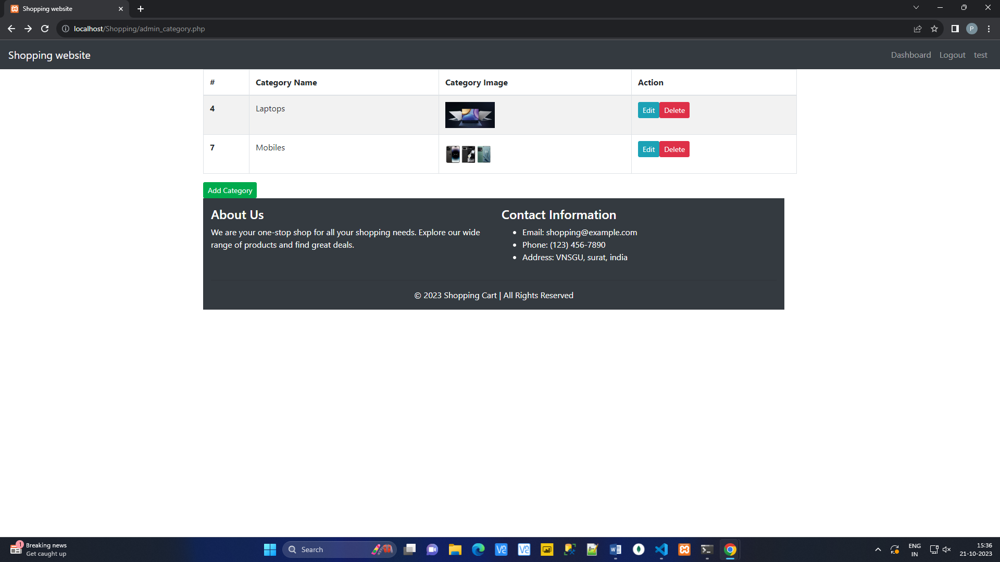 Shopping website
localhost/Shopping/admin_category.php
P
Shopping website
Dashboard Logout test
# Category Name Category Image Action
4 Laptops Edit Delete
7 Mobiles Edit Delete
Add Category
About Us
We are your one-stop shop for all your shopping needs. Explore our wide
range of products and find great deals.
Contact Information
Email: shopping@example.com
Phone: (123) 456-7890
Address: VNSGU, surat, india
© 2023 Shopping Cart | All Rights Reserved
1
Breaking news
Get caught up
Search
ENG
IN
15:36
21-10-2023